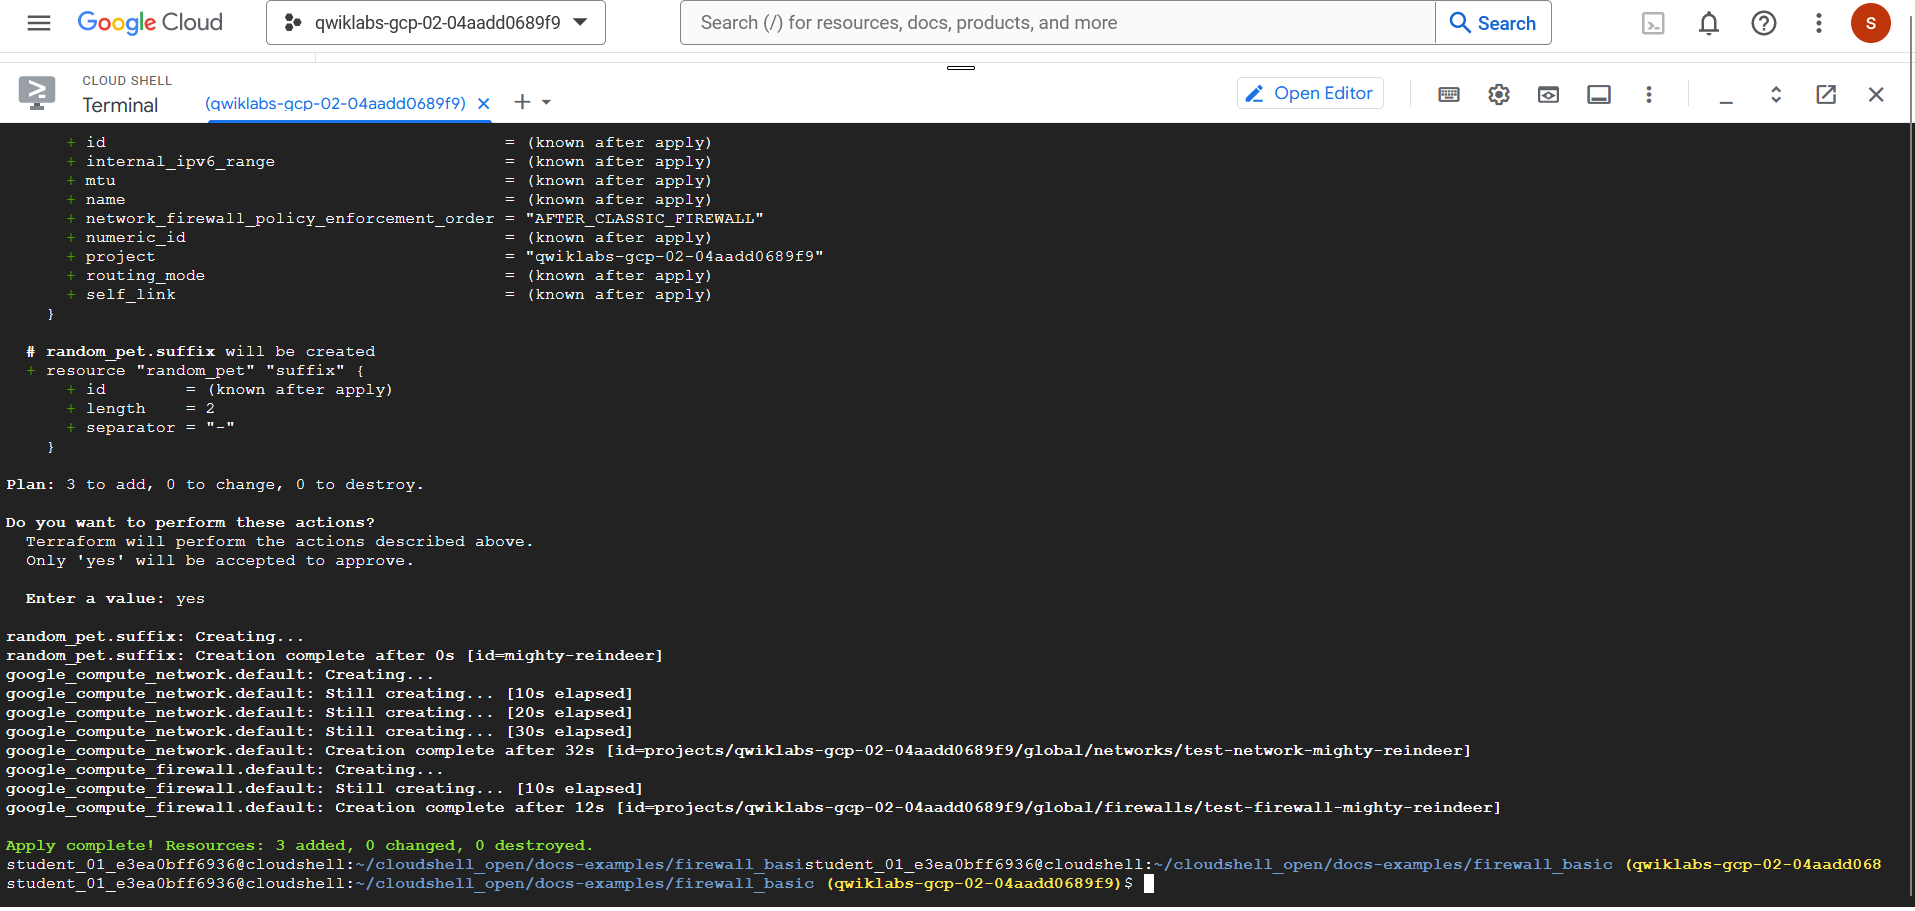 Google Cloud
qwiklabs-gcp-02-04aadd0689f9
Search (/) for resources, docs, products, and more
Search
S
CLOUD SHELL
Terminal
(qwiklabs-gcp-02-04aadd0689f9)
Open Editor
+ id = (known after apply)
+ internal_ipv6_range = (known after apply)
+ mtu = (known after apply)
+ name = (known after apply)
+ network_firewall_policy_enforcement_order = "AFTER_CLASSIC_FIREWALL"
+ numeric_id = (known after apply)
+ project = "qwiklabs-gcp-02-04aadd0689f9"
+ routing_mode = (known after apply)
+ self_link = (known after apply)
}
# random_pet.suffix will be created
+ resource "random_pet" "suffix" {
+ id = (known after apply)
+ length = 2
+ separator = "-"
}
Plan: 3 to add, 0 to change, 0 to destroy.
Do you want to perform these actions?
Terraform will perform the actions described above.
Only 'yes' will be accepted to approve.
Enter a value: yes
random_pet.suffix: Creating...
random_pet.suffix: Creation complete after 0s [id=mighty-reindeer]
google_compute_network.default: Creating...
google_compute_network.default: Still creating... [10s elapsed]
google_compute_network.default: Still creating... [20s elapsed]
google_compute_network.default: Still creating... [30s elapsed]
google_compute_network.default: Creation complete after 32s [id=projects/qwiklabs-gcp-02-04aadd0689f9/global/networks/test-network-mighty-reindeer]
google_compute_firewall.default: Creating...
google_compute_firewall.default: Still creating... [10s elapsed]
google_compute_firewall.default: Creation complete after 12s [id=projects/qwiklabs-gcp-02-04aadd0689f9/global/firewalls/test-firewall-mighty-reindeer]
Apply complete! Resources: 3 added, 0 changed, 0 destroyed.
student_01_e3ea0bff6936@cloudshell:~/cloudshell_open/docs-examples/firewall_basistudent_01_e3ea0bff6936@cloudshell:~/cloudshell_open/docs-examples/firewall_basic (qwiklabs-gcp-02-04aadd068
student_01_e3ea0bff6936@cloudshell:~/cloudshell_open/docs-examples/firewall_basic (qwiklabs-gcp-02-04aadd0689f9)$